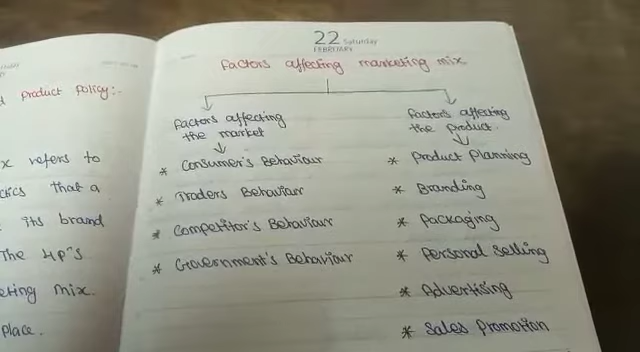 product policy:-
refers to
that a
its brand
The 4p's
mix.
place.
22 Saturday
FEBRUARY
Factors affecting marketing mix
Factors affecting
the market
* Consumer's Behaviour
* Traders Behaviour
* Competitor's Behaviour
* Government's Behaviour
Factors affecting
the product.
* Product Planning
* Branding
* Packaging
* Personal selling
* Advertising
* Sales Promotion